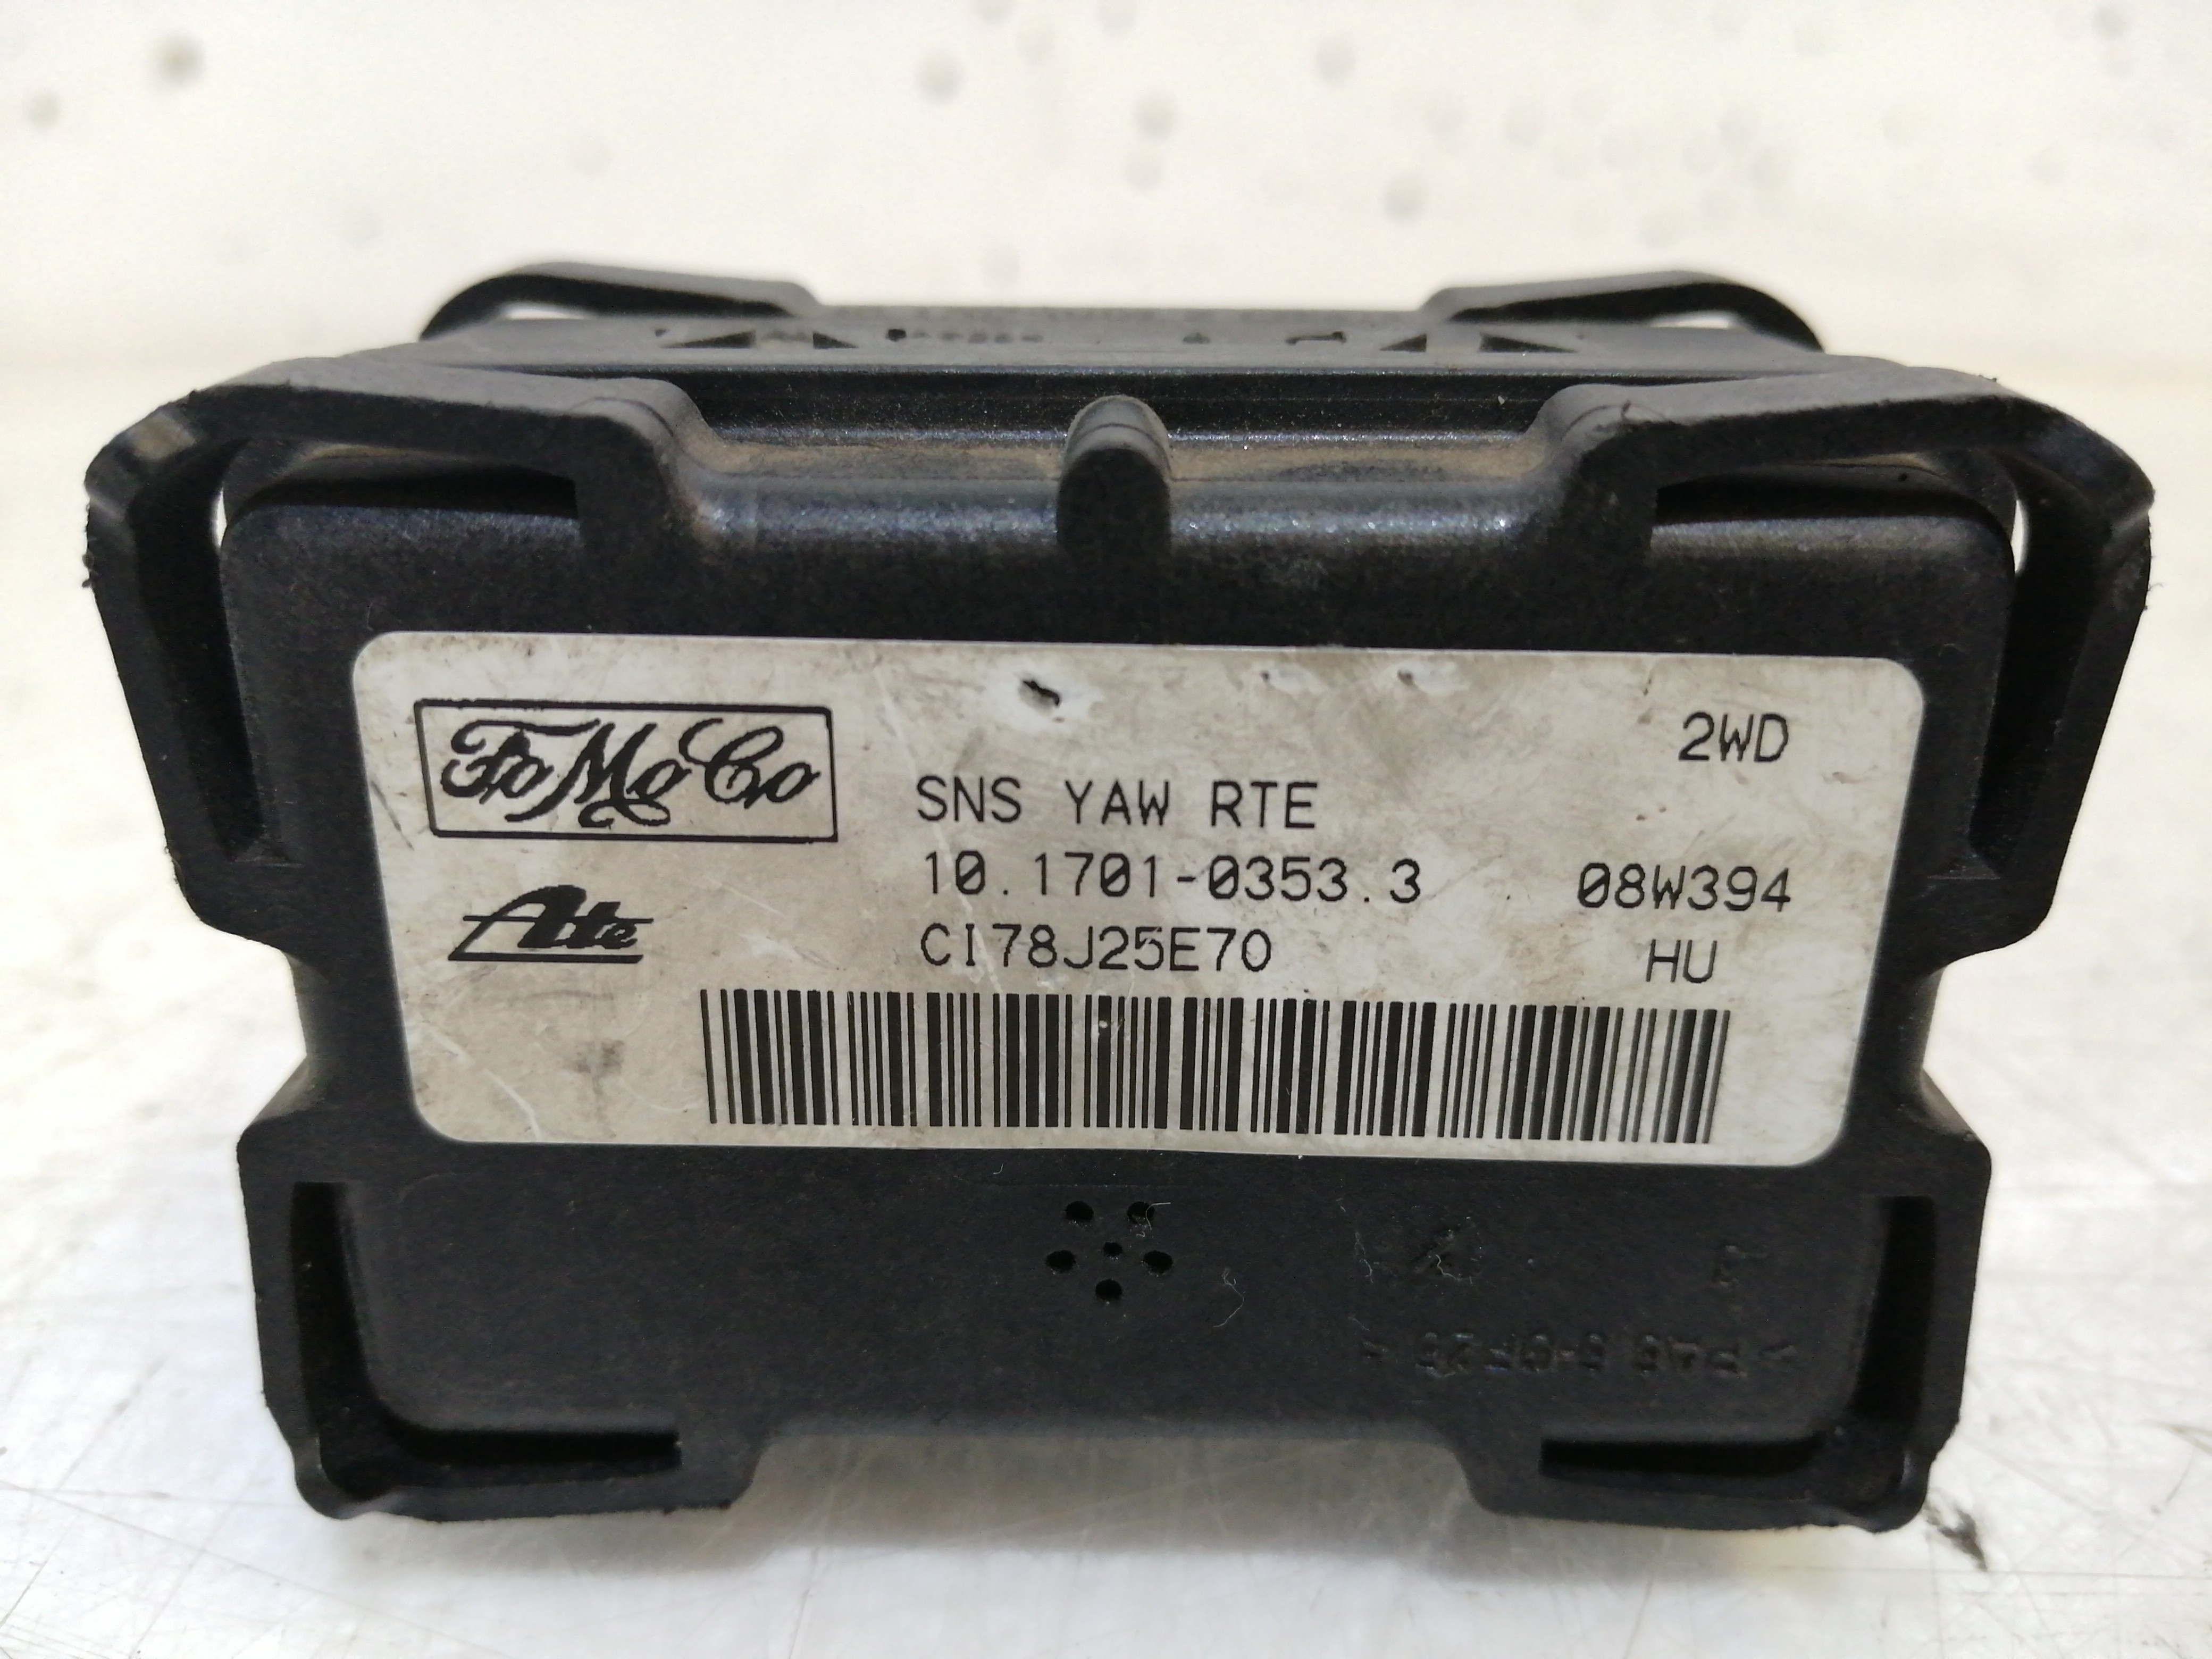 FoMoCo
2WD
SNS YAW RTE
10.1701-0353.3 08W394
Ate
CI78J25E70 HU